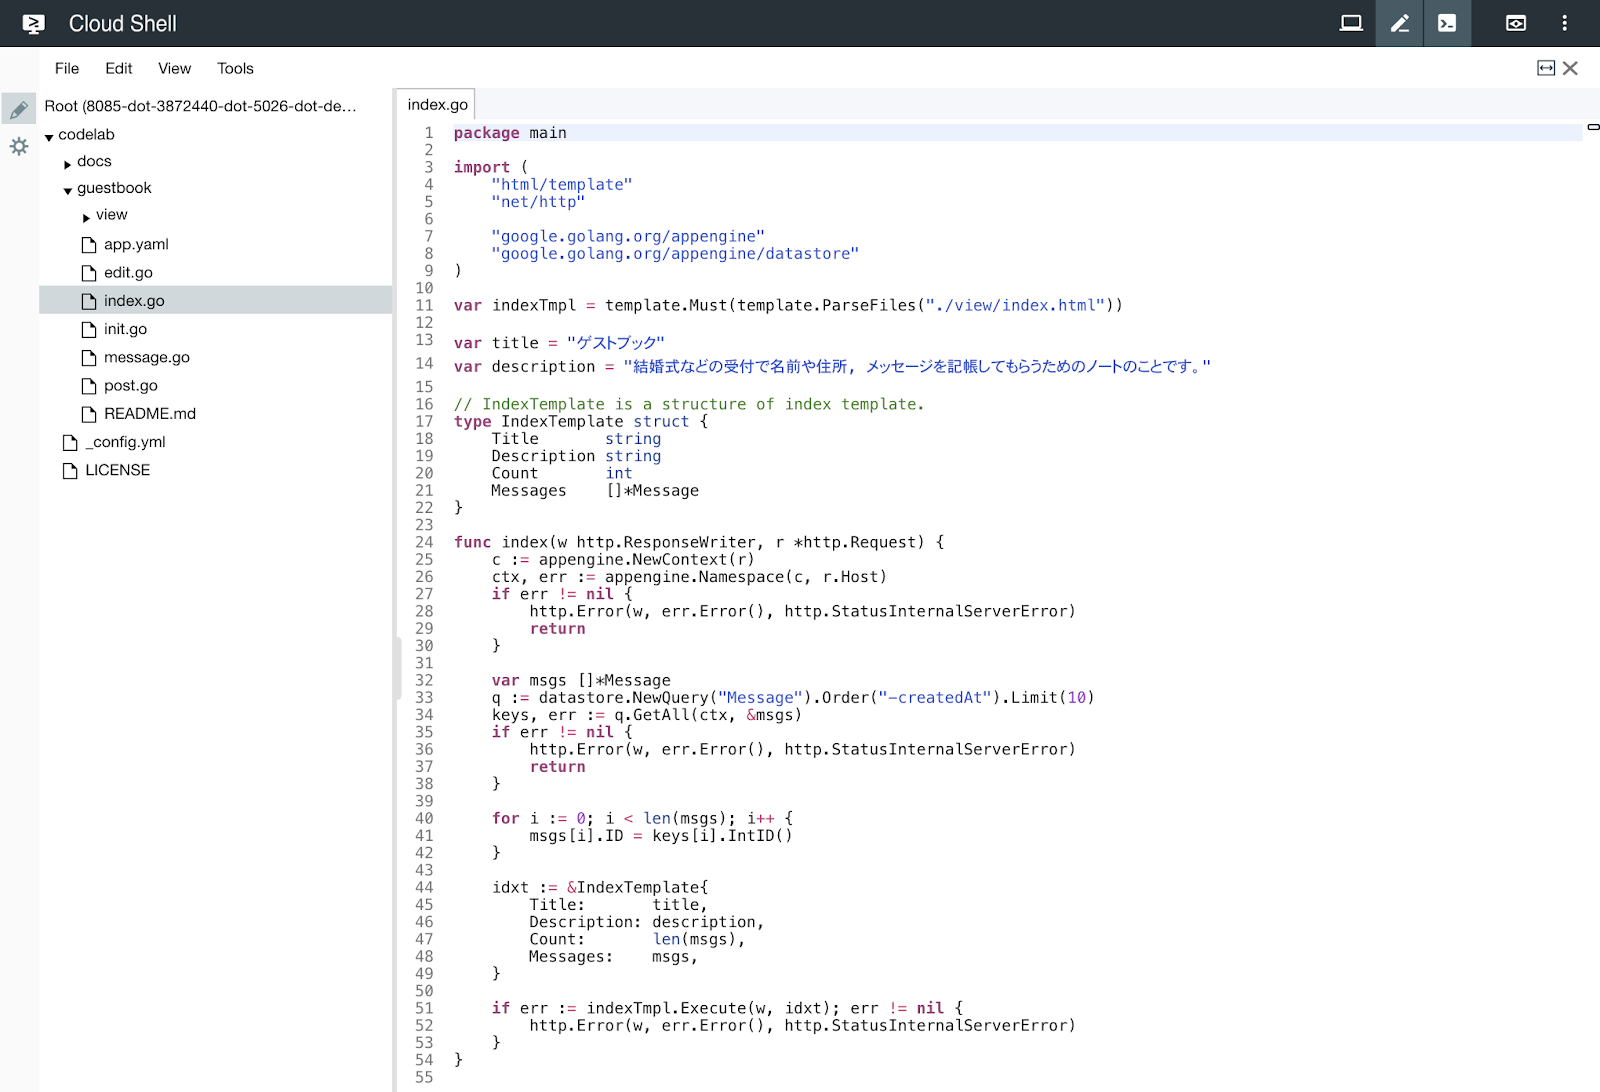 Cloud Shell
File Edit View Tools
Root (8085-dot-3872440-dot-5026-dot-de...
codelab
docs
guestbook
view
app.yaml
edit.go
index.go
init.go
message.go
post.go
README.md
_config.yml
LICENSE
index.go
1 package main
2
3 import (
4     "html/template"
5     "net/http"
6
7     "google.golang.org/appengine"
8     "google.golang.org/appengine/datastore"
9 )
10
11 var indexTmpl = template.Must(template.ParseFiles("./view/index.html"))
12
13 var title = "ゲストブック"
14 var description = "結婚式などの受付で名前や住所, メッセージを記帳してもらうためのノートのことです。"
15
16 // IndexTemplate is a structure of index template.
17 type IndexTemplate struct {
18     Title       string
19     Description string
20     Count       int
21     Messages    []*Message
22 }
23
24 func index(w http.ResponseWriter, r *http.Request) {
25     c := appengine.NewContext(r)
26     ctx, err := appengine.Namespace(c, r.Host)
27     if err != nil {
28         http.Error(w, err.Error(), http.StatusInternalServerError)
29         return
30     }
31
32     var msgs []*Message
33     q := datastore.NewQuery("Message").Order("-createdAt").Limit(10)
34     keys, err := q.GetAll(ctx, &msgs)
35     if err != nil {
36         http.Error(w, err.Error(), http.StatusInternalServerError)
37         return
38     }
39
40     for i := 0; i < len(msgs); i++ {
41         msgs[i].ID = keys[i].IntID()
42     }
43
44     idxt := &IndexTemplate{
45         Title:       title,
46         Description: description,
47         Count:       len(msgs),
48         Messages:    msgs,
49     }
50
51     if err := indexTmpl.Execute(w, idxt); err != nil {
52         http.Error(w, err.Error(), http.StatusInternalServerError)
53     }
54 }
55